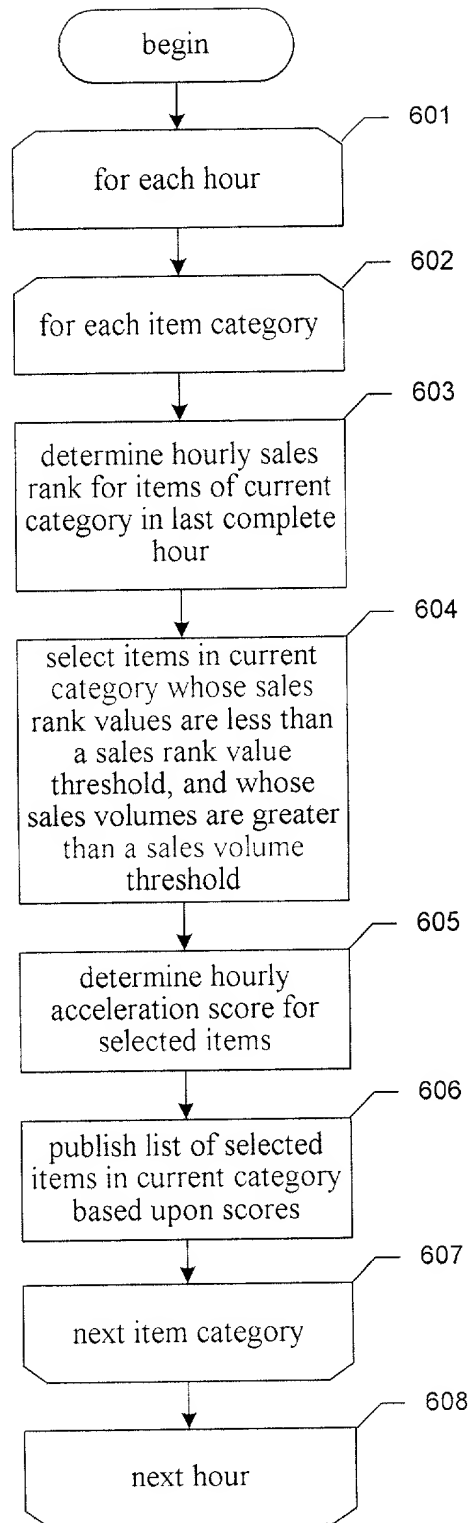 begin
601
for each hour
602
for each item category
603
determine hourly sales
rank for items of current
category in last complete
hour
604
select items in current
category whose sales
rank values are less than
a sales rank value
threshold, and whose
sales volumes are greater
than a sales volume
threshold
605
determine hourly
acceleration score for
selected items
606
publish list of selected
items in current category
based upon scores
607
next item category
608
next hour